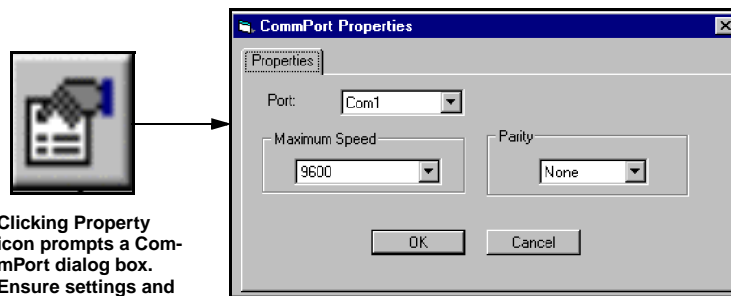 CommPort Properties
Properties
Port: Com1
Maximum Speed
9600
Parity
None
OK Cancel
Clicking Property
icon prompts a Com-
mPort dialog box.
Ensure settings and